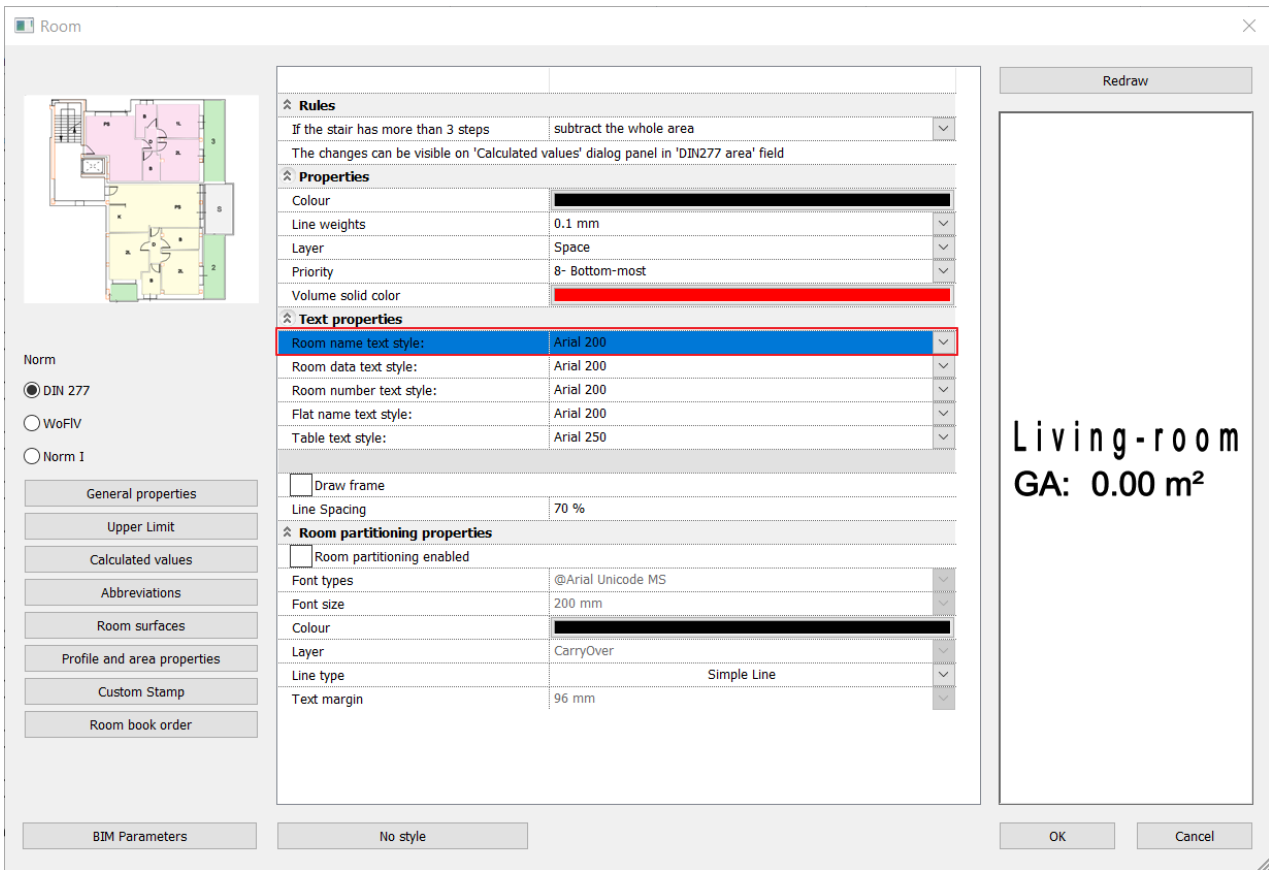 Room
Redraw
Rules
If the stair has more than 3 steps subtract the whole area
The changes can be visible on 'Calculated values' dialog panel in 'DIN277 area' field
Properties
Colour
Line weights 0.1 mm
Layer Space
Priority 8- Bottom-most
Volume solid color
Text properties
Room name text style: Arial 200
Room data text style: Arial 200
Room number text style: Arial 200
Flat name text style: Arial 200
Table text style: Arial 250
Draw frame
Line Spacing 70 %
Room partitioning properties
Room partitioning enabled
Font types @Arial Unicode MS
Font size 200 mm
Colour
Layer CarryOver
Line type Simple Line
Text margin 96 mm
Norm
DIN 277
WoFlV
Norm I
General properties
Upper Limit
Calculated values
Abbreviations
Room surfaces
Profile and area properties
Custom Stamp
Room book order
BIM Parameters
No style
Living-room
GA: 0.00 m²
OK
Cancel